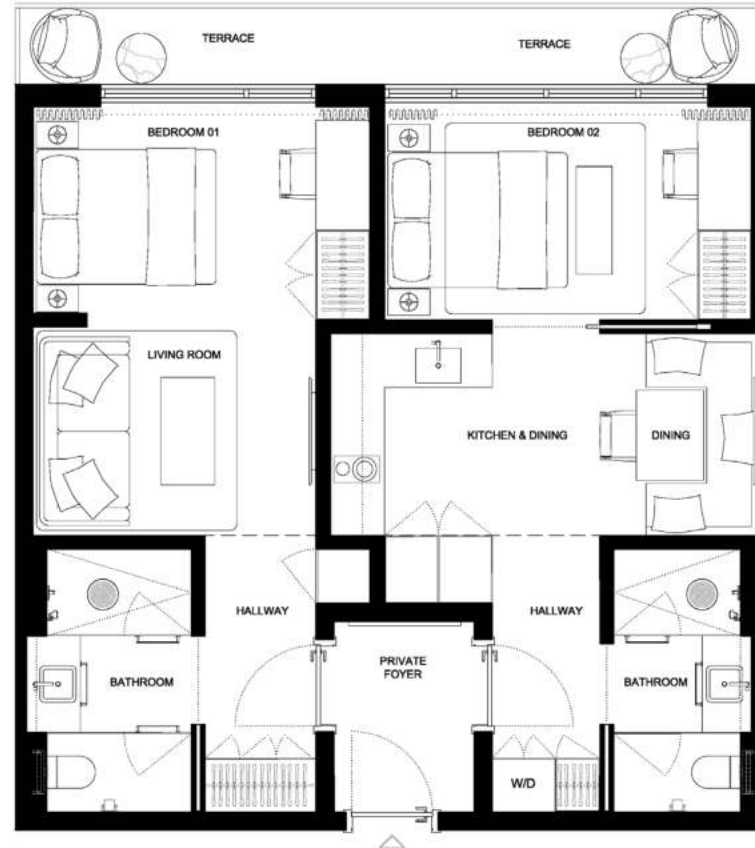 TERRACE
TERRACE
BEDROOM 01
BEDROOM 02
LIVING ROOM
KITCHEN & DINING
DINING
HALLWAY
HALLWAY
PRIVATE
FOYER
BATHROOM
BATHROOM
W/D